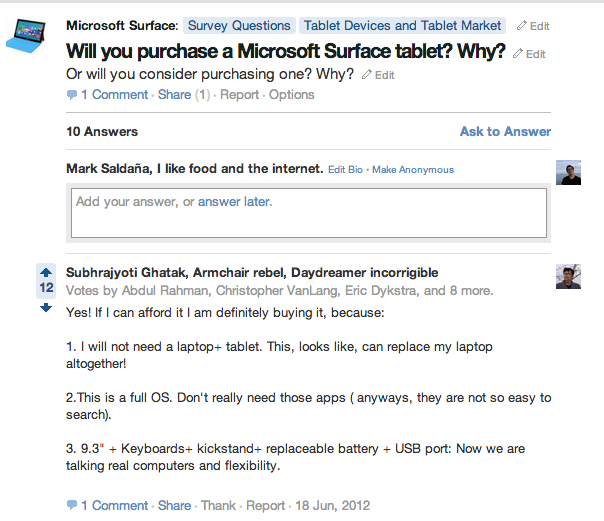 Microsoft Surface: Survey Questions Tablet Devices and Tablet Market Edit
Will you purchase a Microsoft Surface tablet? Why? Edit
Or will you consider purchasing one? Why? Edit
1 Comment · Share (1) · Report · Options
10 Answers Ask to Answer
Mark Saldaña, I like food and the internet. Edit Bio • Make Anonymous
Add your answer, or answer later.
Subhrajyoti Ghatak, Armchair rebel, Daydreamer incorrigible
12
Votes by Abdul Rahman, Christopher VanLang, Eric Dykstra, and 8 more.
Yes! If I can afford it I am definitely buying it, because:
1. I will not need a laptop+ tablet. This, looks like, can replace my laptop
altogether!
2.This is a full OS. Don't really need those apps ( anyways, they are not so easy to
search).
3. 9.3" + Keyboards+ kickstand+ replaceable battery + USB port: Now we are
talking real computers and flexibility.
1 Comment · Share · Thank · Report · 18 Jun, 2012